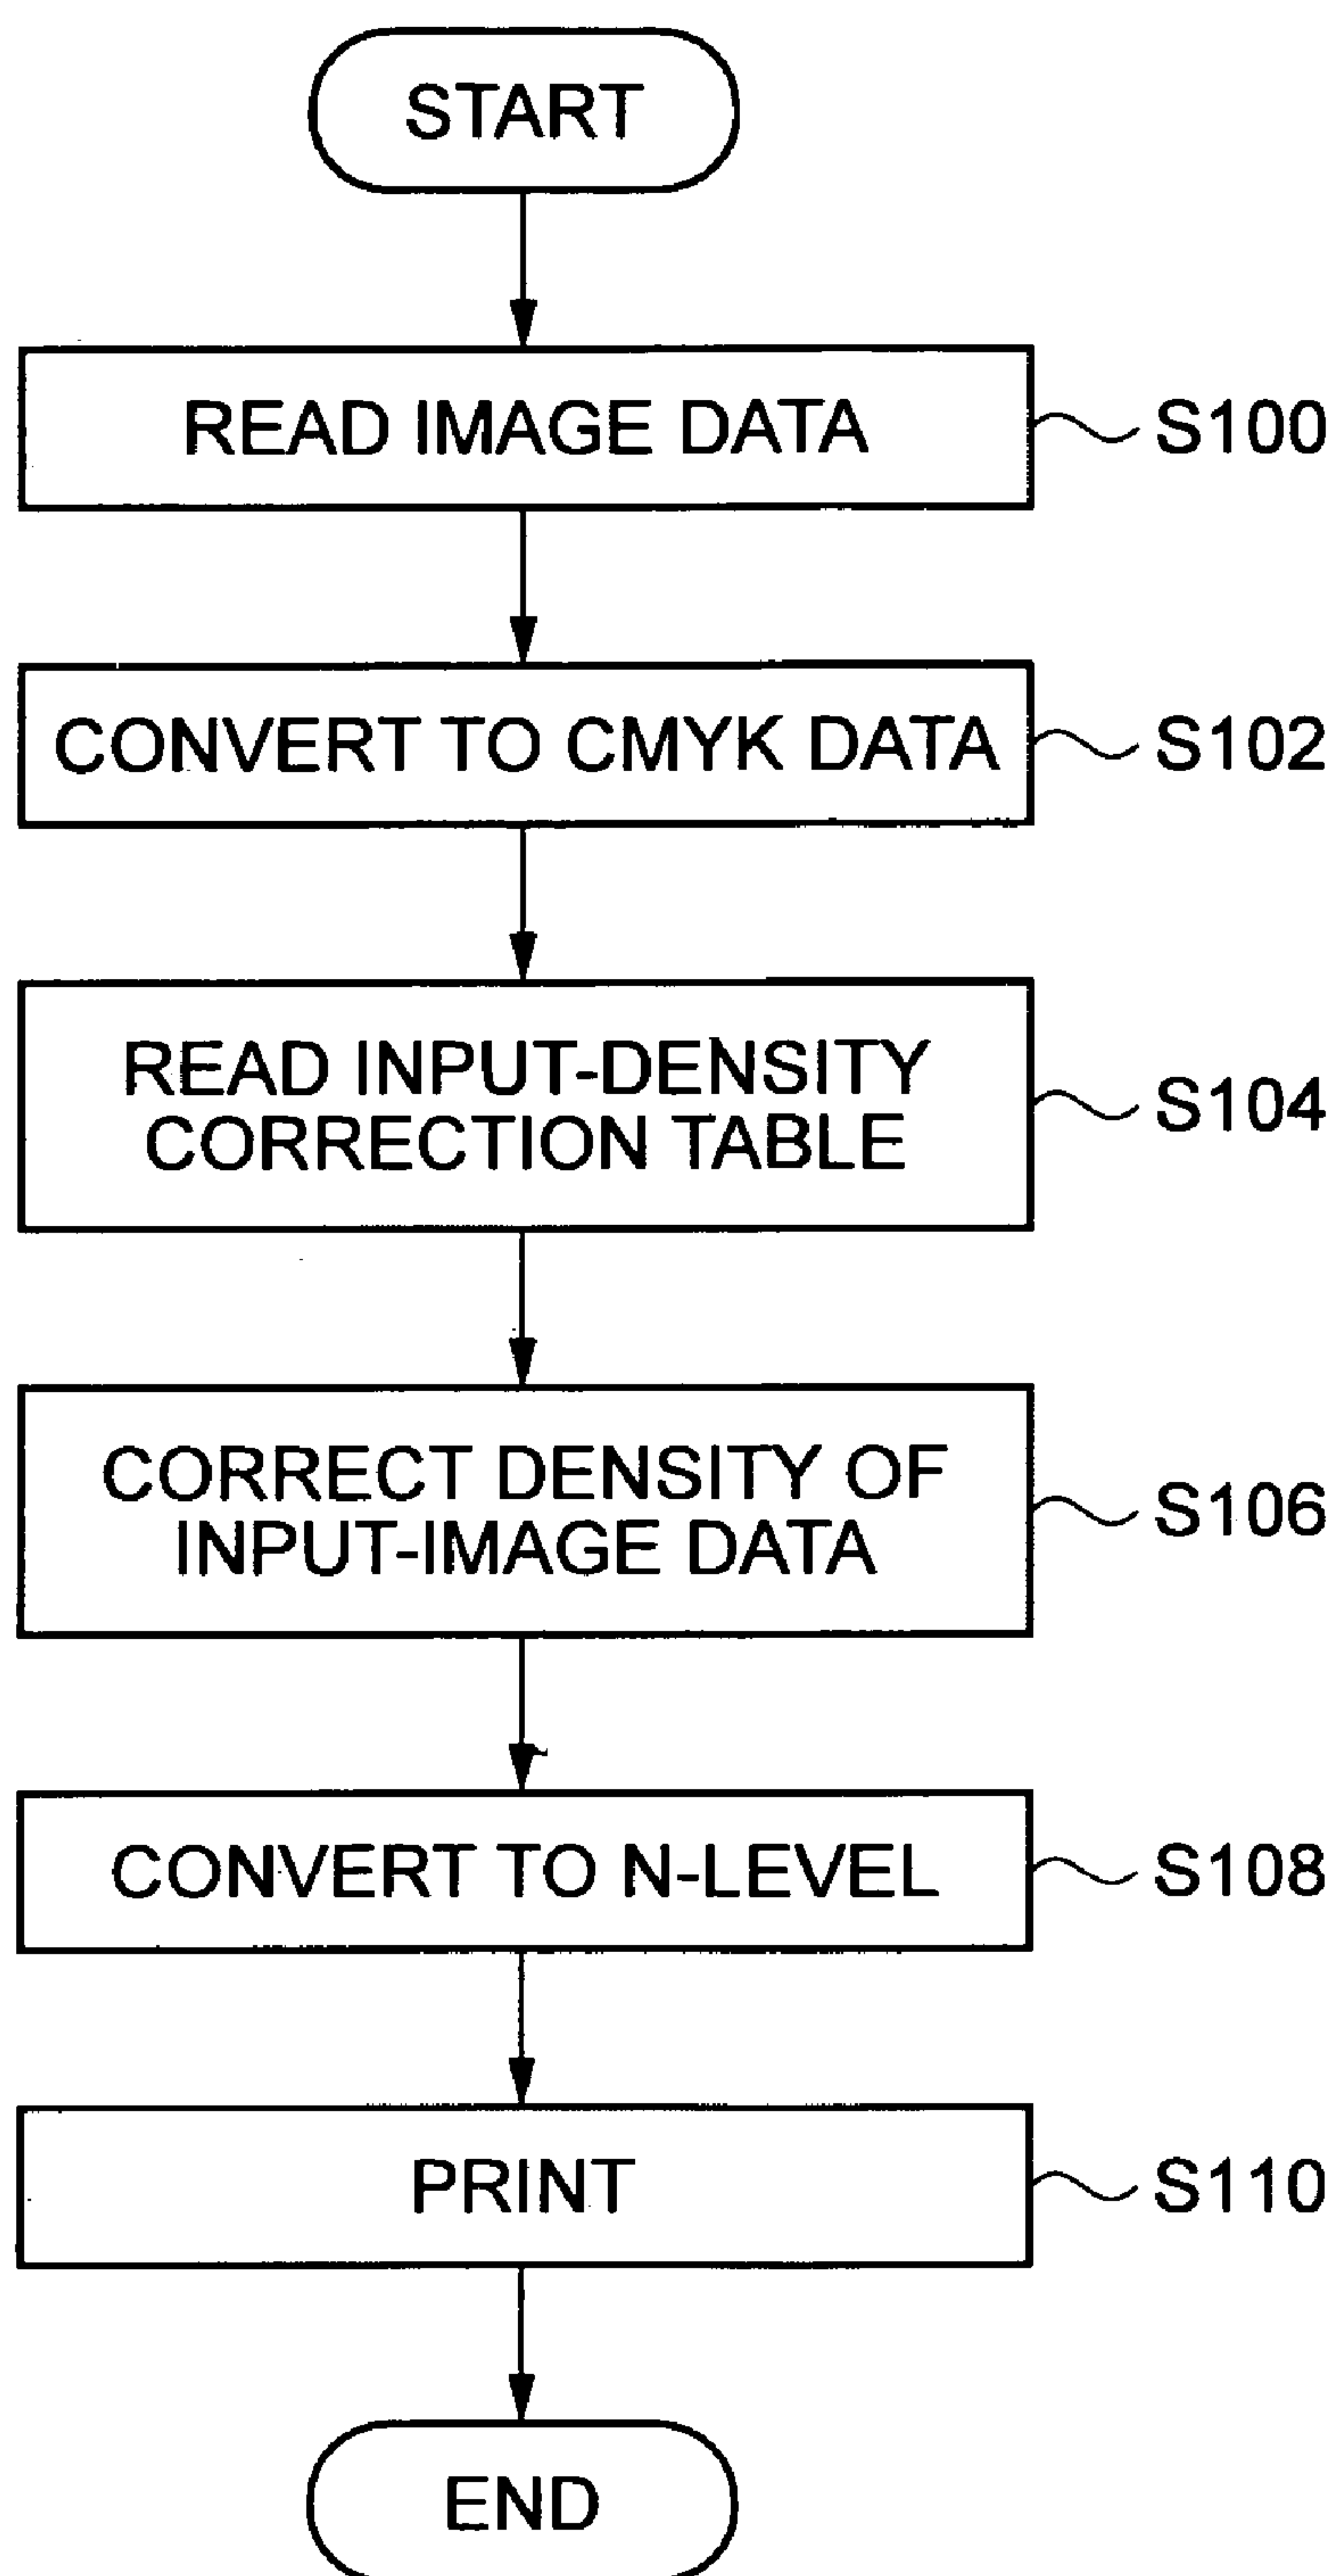 START
READ IMAGE DATA
S100
CONVERT TO CMYK DATA
S102
READ INPUT-DENSITY
CORRECTION TABLE
S104
CORRECT DENSITY OF
INPUT-IMAGE DATA
S106
CONVERT TO N-LEVEL
S108
PRINT
S110
END